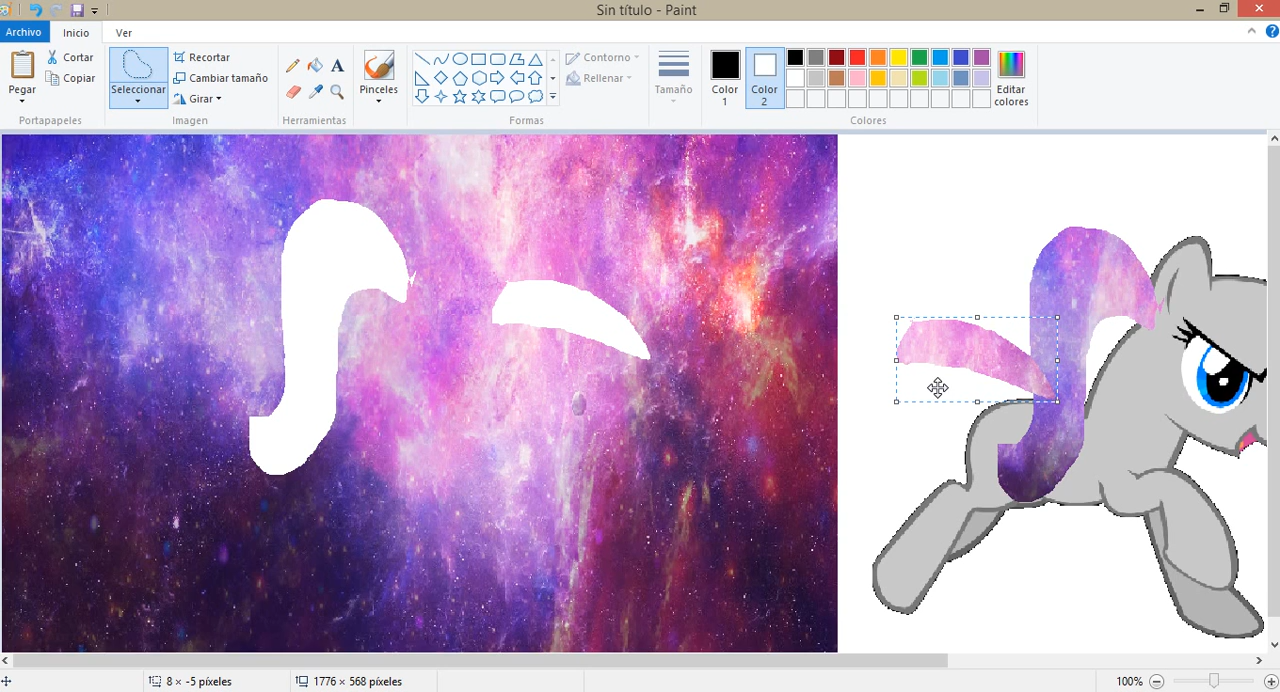 Sin título - Paint
Archivo Inicio Ver
Pegar
Cortar
Copiar
Portapapeles
Seleccionar
Recortar
Cambiar tamaño
Girar
Imagen
A
Herramientas
Pinceles
Contorno
Rellenar
Formas
Tamaño
Color
1
Color
2
Editar
colores
Colores
8 × -5 píxeles 1776 × 568 píxeles 100%